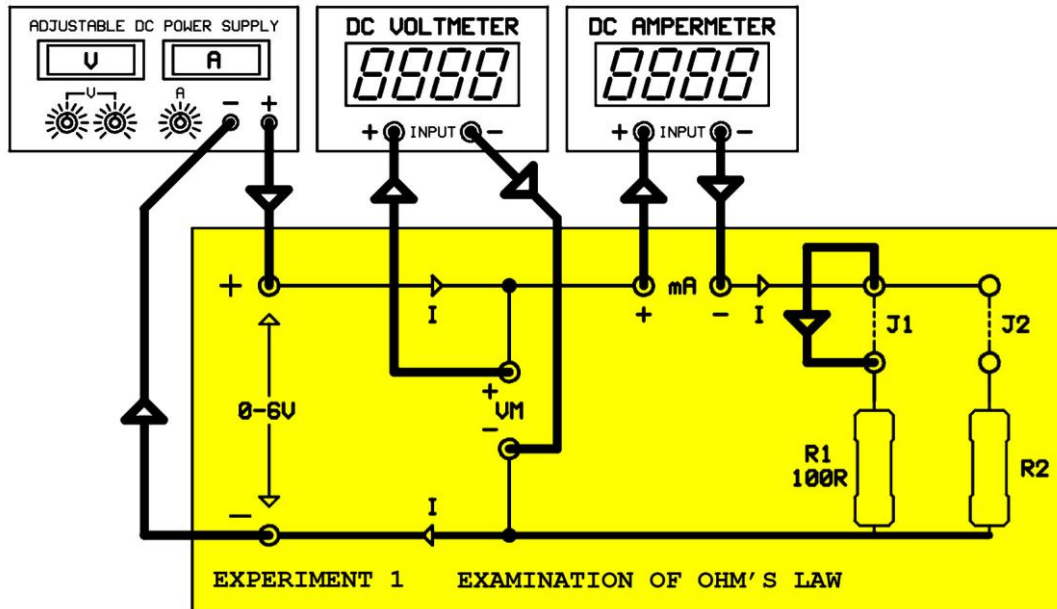 ADJUSTABLE DC POWER SUPPLY
V
A
V
A
-
+
DC VOLTMETER
8888
+ INPUT -
DC AMPERMETER
8888
+ INPUT -
+
I
0-6V
-
I
+
VM
-
mA
+
-
I
J1
J2
R1
100R
R2
EXPERIMENT 1 EXAMINATION OF OHM'S LAW